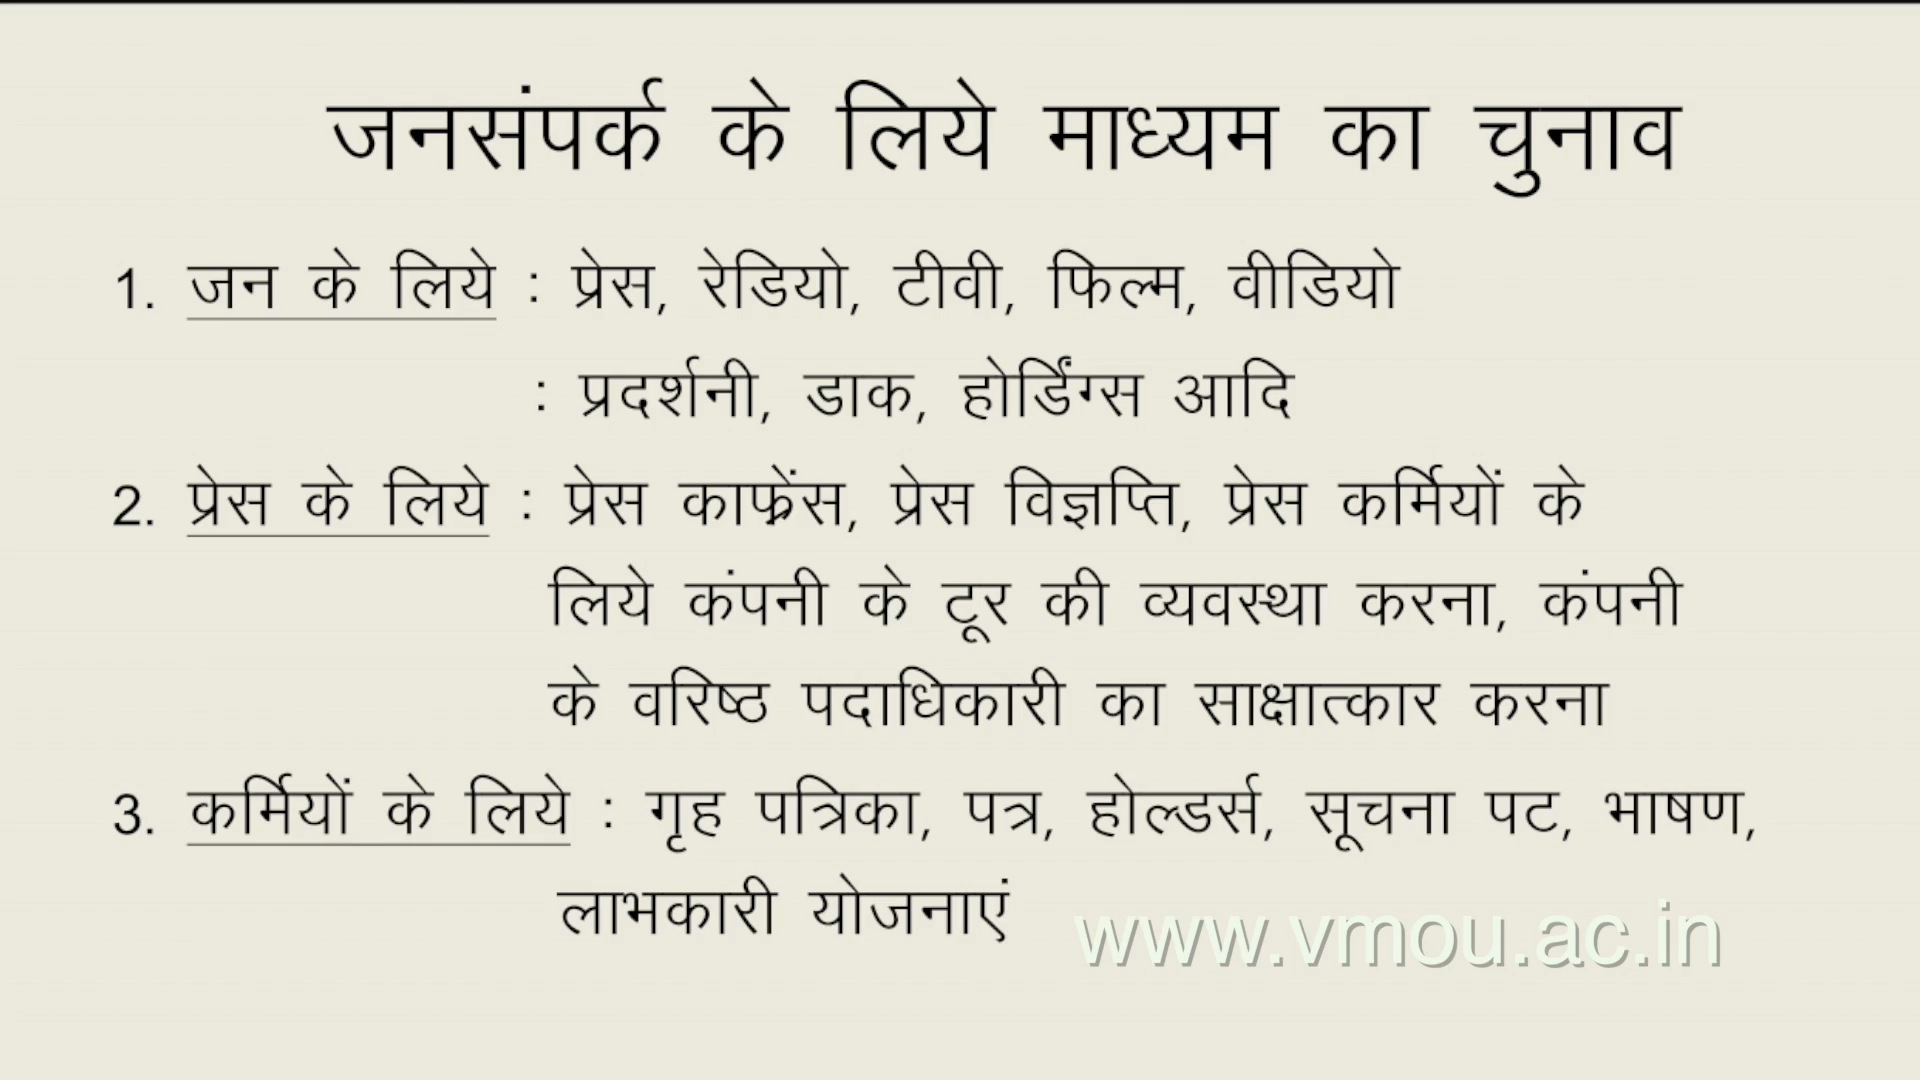 जनसंपर्क के लिये माध्यम का चुनाव
1. जन के लिये : प्रेस, रेडियो, टीवी, फिल्म, वीडियो
: प्रदर्शनी, डाक, होर्डिंग्स आदि
2. प्रेस के लिये : प्रेस काफ्रेंस, प्रेस विज्ञप्ति, प्रेस कर्मियों के
लिये कंपनी के टूर की व्यवस्था करना, कंपनी
के वरिष्ठ पदाधिकारी का साक्षात्कार करना
3. कर्मियों के लिये : गृह पत्रिका, पत्र, होल्डर्स, सूचना पट, भाषण,
लाभकारी योजनाएं
www.vmou.ac.in